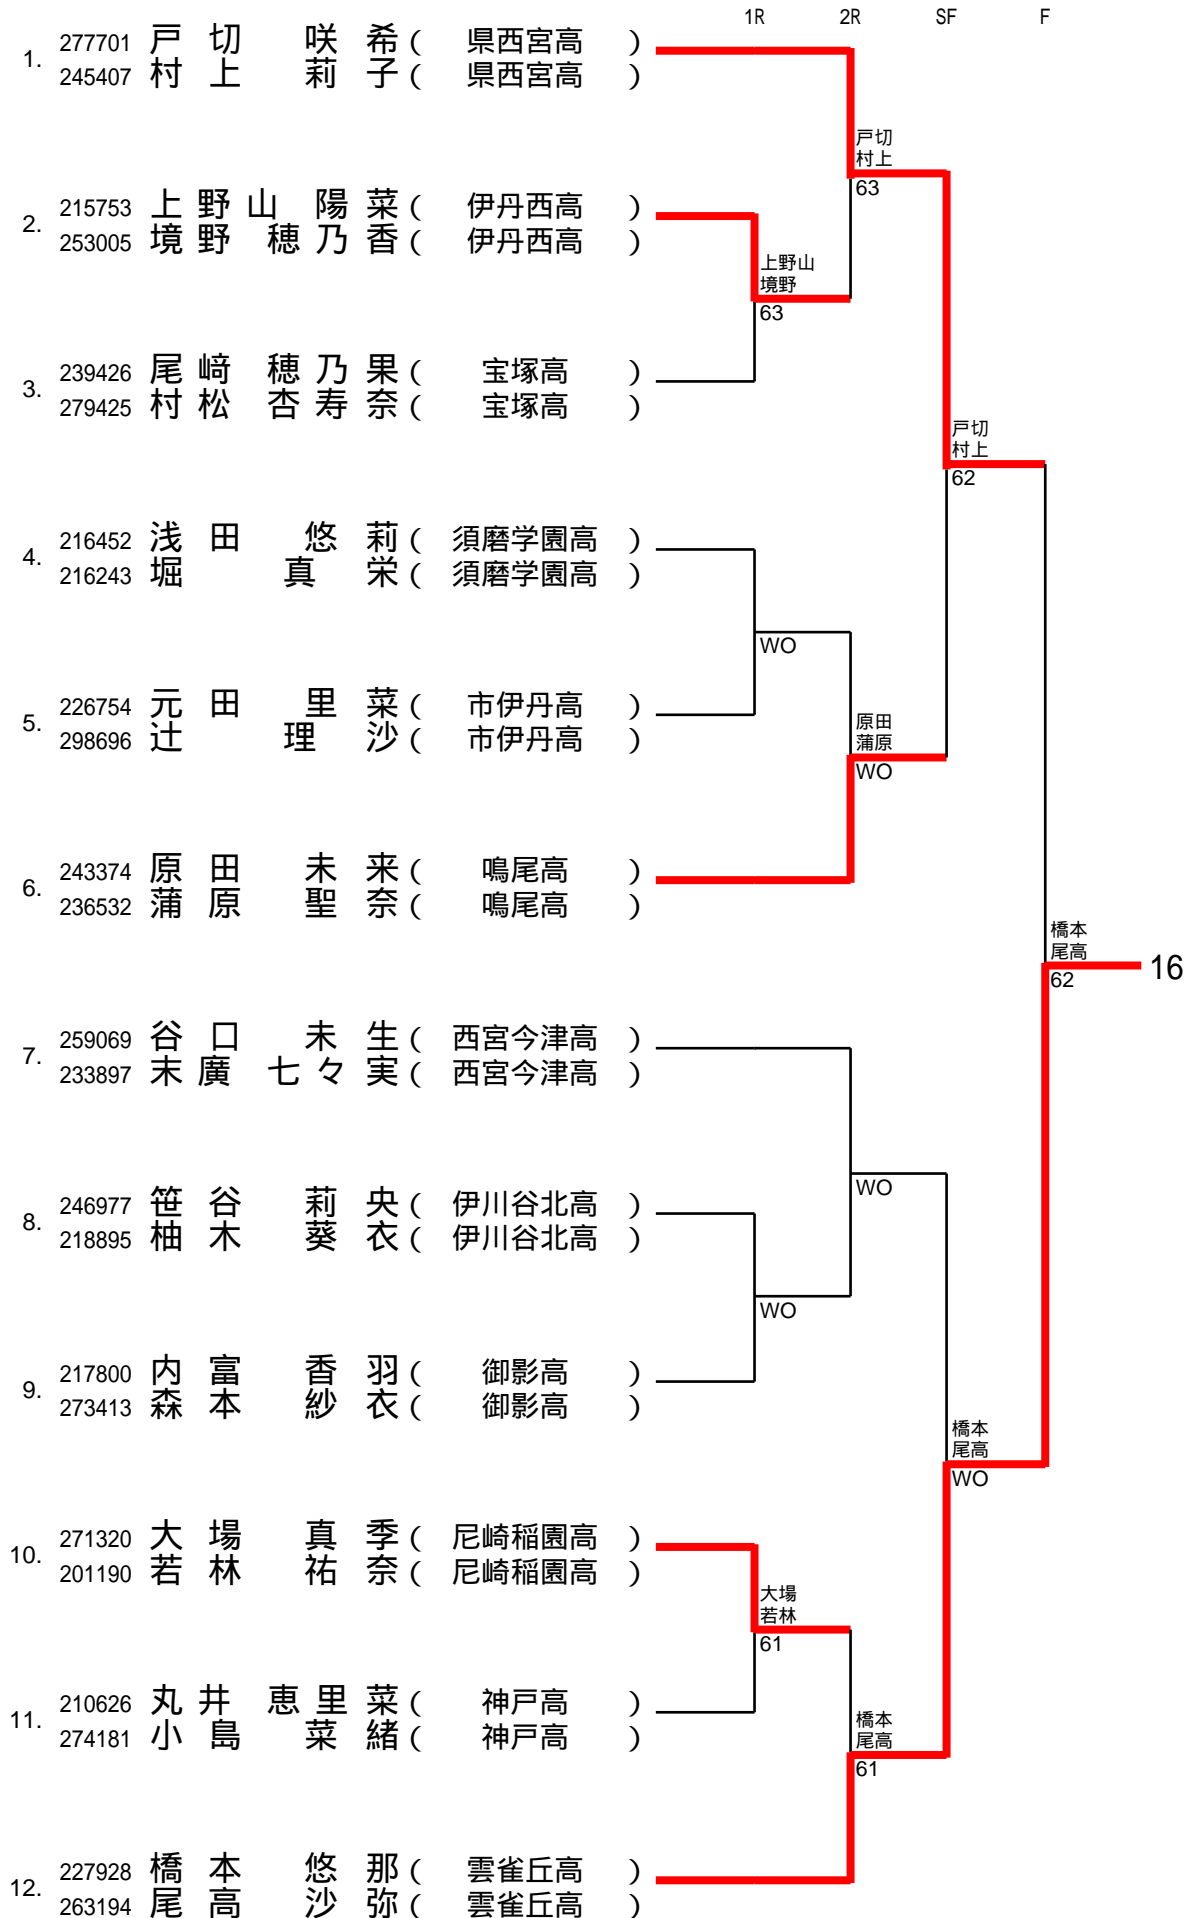 1R 2R SF F
1. 277701 戸切 咲希 ( 県西宮高 )
245407 村上 莉子 ( 県西宮高 )
戸切
村上
63
2. 215753 上野山 陽菜 ( 伊丹西高 )
253005 境野 穂乃香 ( 伊丹西高 )
上野山
境野
63
3. 239426 尾﨑 穂乃果 ( 宝塚高 )
279425 村松 杏寿奈 ( 宝塚高 )
戸切
村上
62
4. 216452 浅田 悠莉 ( 須磨学園高 )
216243 堀 真栄 ( 須磨学園高 )
WO
5. 226754 元田 里菜 ( 市伊丹高 )
298696 辻 理沙 ( 市伊丹高 )
原田
蒲原
WO
6. 243374 原田 未来 ( 鳴尾高 )
236532 蒲原 聖奈 ( 鳴尾高 )
橋本
尾高
62
16
7. 259069 谷口 未生 ( 西宮今津高 )
233897 末廣 七々実 ( 西宮今津高 )
WO
8. 246977 笹谷 莉央 ( 伊川谷北高 )
218895 柚木 葵衣 ( 伊川谷北高 )
WO
9. 217800 内富 香羽 ( 御影高 )
273413 森本 紗衣 ( 御影高 )
橋本
尾高
WO
10. 271320 大場 真季 ( 尼崎稲園高 )
201190 若林 祐奈 ( 尼崎稲園高 )
大場
若林
61
11. 210626 丸井 恵里菜 ( 神戸高 )
274181 小島 菜緒 ( 神戸高 )
橋本
尾高
61
12. 227928 橋本 悠那 ( 雲雀丘高 )
263194 尾高 沙弥 ( 雲雀丘高 )